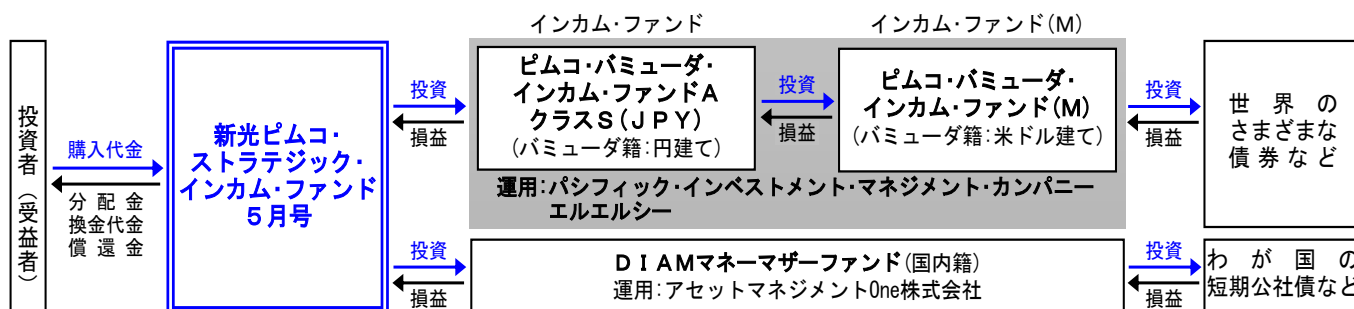 インカム・ファンド
インカム・ファンド(M)
投資者(受益者)
購入代金
分配金
換金代金
償還金
新光ピムコ・
ストラテジック・
インカム・ファンド
5月号
投資
損益
ピムコ・バミューダ・
インカム・ファンドA
クラスS(JPY)
(バミューダ籍:円建て)
投資
損益
ピムコ・バミューダ・
インカム・ファンド(M)
(バミューダ籍:米ドル建て)
投資
損益
世界の
さまざまな
債券など
運用:パシフィック・インベストメント・マネジメント・カンパニー
エルエルシー
投資
損益
DIAMマネーマザーファンド(国内籍)
運用:アセットマネジメントOne株式会社
投資
損益
わが国の
短期公社債など